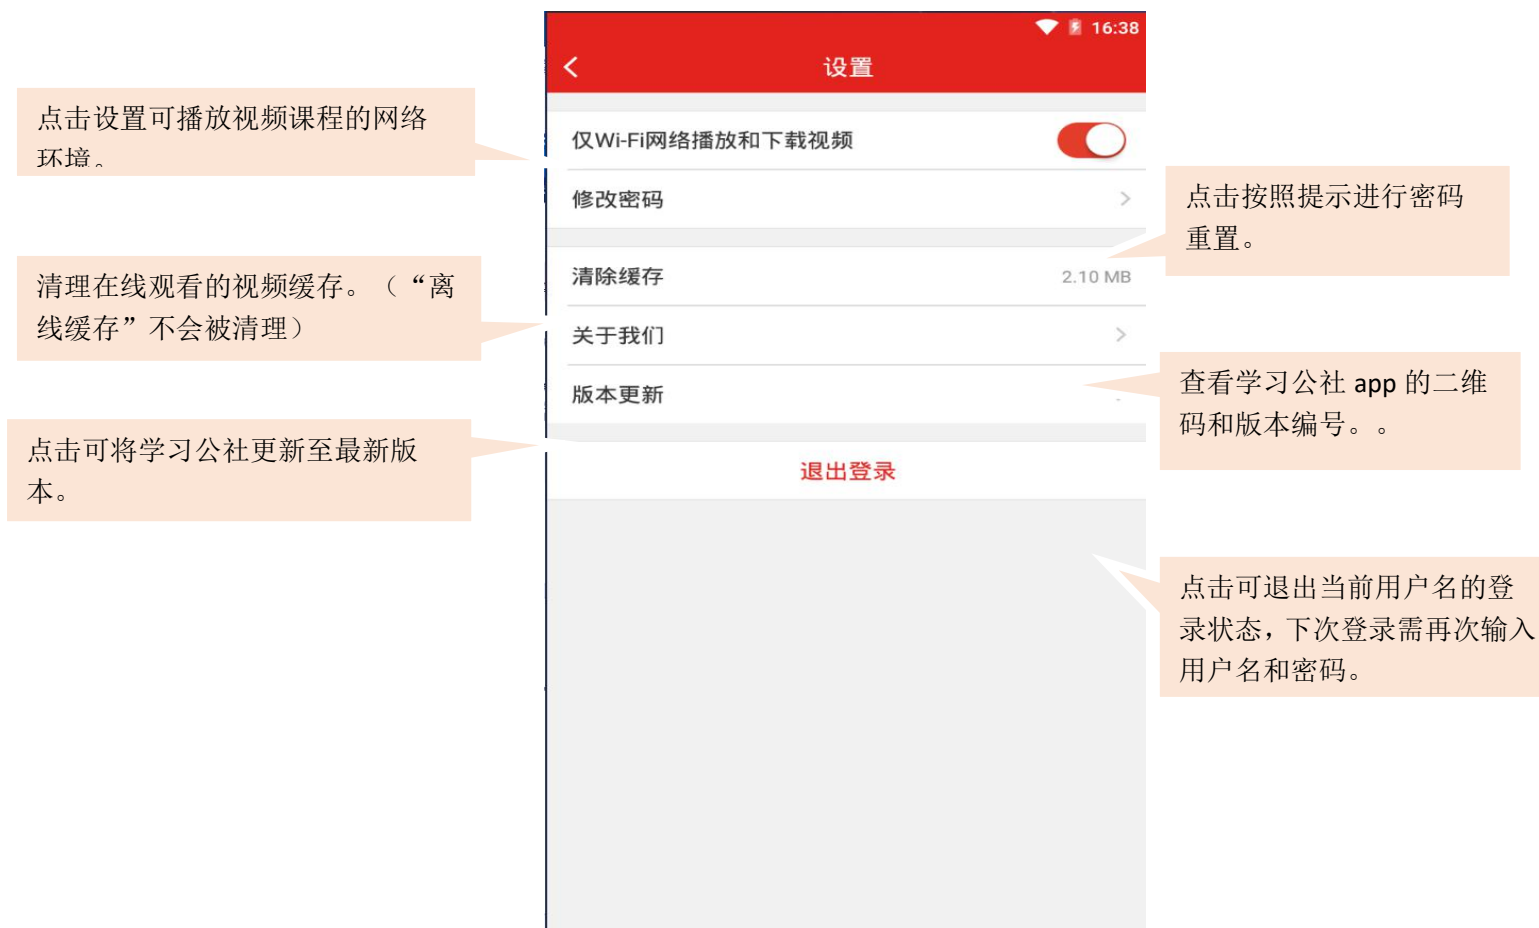 16:38
设置
点击设置可播放视频课程的网络
环境。
仅Wi-Fi网络播放和下载视频
修改密码
点击按照提示进行密码
重置。
清理在线观看的视频缓存。（“离
线缓存”不会被清理）
清除缓存
2.10 MB
关于我们
版本更新
查看学习公社 app 的二维
码和版本编号。。
点击可将学习公社更新至最新版
本。
退出登录
点击可退出当前用户名的登
录状态，下次登录需再次输入
用户名和密码。